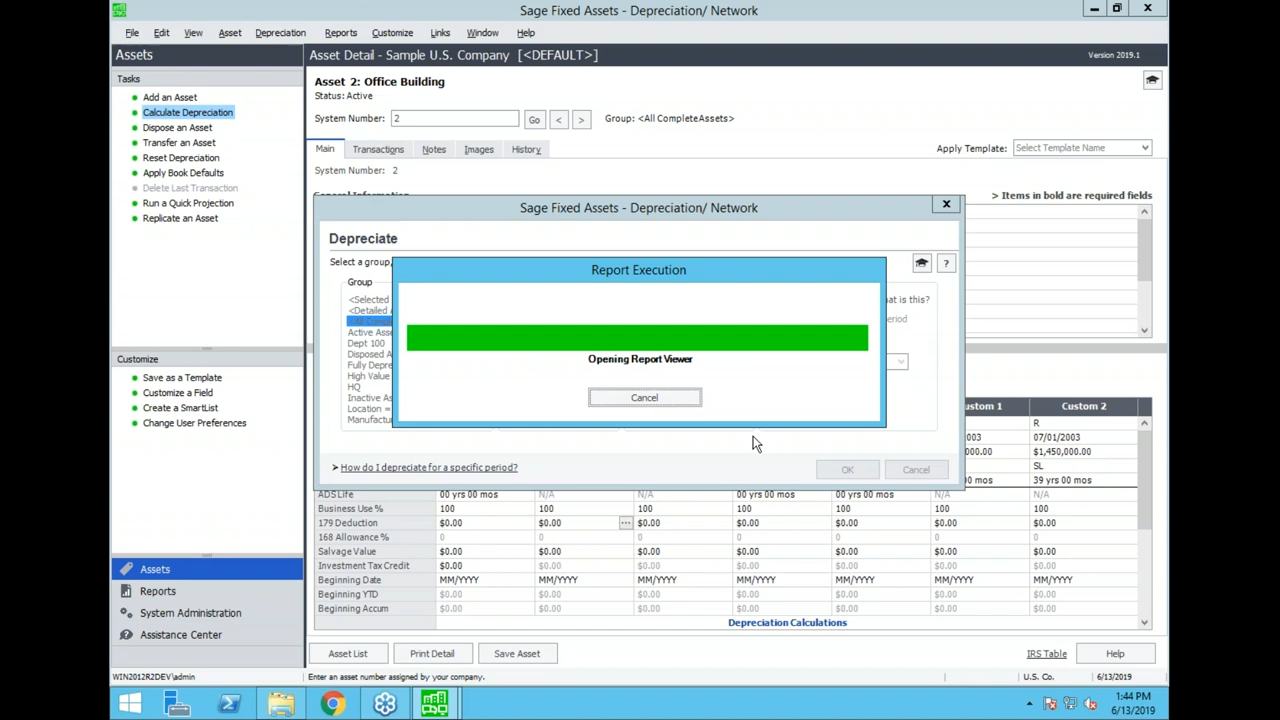 Sage Fixed Assets - Depreciation/ Network
File Edit View Asset Depreciation Reports Customize Links Window Help
Assets
Asset Detail - Sample U.S. Company [<DEFAULT>]
Version 2019.1
Tasks
Add an Asset
Calculate Depreciation
Dispose an Asset
Transfer an Asset
Reset Depreciation
Apply Book Defaults
Delete Last Transaction
Run a Quick Projection
Replicate an Asset
Customize
Save as a Template
Customize a Field
Create a SmartList
Change User Preferences
Assets
Reports
System Administration
Assistance Center
Asset 2: Office Building
Status: Active
System Number: 2 Go < > Group: <All CompleteAssets>
Main Transactions Notes Images History Apply Template: Select Template Name
System Number: 2
> Items in bold are required fields
Sage Fixed Assets - Depreciation/ Network x
Depreciate
Select a group, ?
Group
<Selected
<Detailed
Active Ass
Dept 100
Disposed A
Fully Depre
High Value
HQ
Inactive As
Location =
Manufactu
hat is this?
Report Execution
Opening Report Viewer
Cancel
How do I depreciate for a specific period?
OK Cancel
ustom 1 Custom 2
R
003 07/01/2003
000.00 $1,450,000.00
SL
s 00 mos 39 yrs 00 mos
ADS Life 00 yrs 00 mos N/A N/A 00 yrs 00 mos 00 yrs 00 mos N/A N/A
Business Use % 100 100 100 100 100 100 100
179 Deduction $0.00 $0.00 ... $0.00 $0.00 $0.00 $0.00 $0.00
168 Allowance % 0 0 0 0 0 0 0
Salvage Value $0.00 $0.00 $0.00 $0.00 $0.00 $0.00 $0.00
Investment Tax Credit $0.00 $0.00 $0.00 $0.00 $0.00 $0.00 $0.00
Beginning Date MM/YYYY MM/YYYY MM/YYYY MM/YYYY MM/YYYY MM/YYYY MM/YYYY
Beginning YTD $0.00 $0.00 $0.00 $0.00 $0.00 $0.00 $0.00
Beginning Accum $0.00 $0.00 $0.00 $0.00 $0.00 $0.00 $0.00
Depreciation Calculations
Asset List Print Detail Save Asset IRS Table Help
WIN2012R2DEV\admin Enter an asset number assigned by your company. U.S. Co. 6/13/2019
1:44 PM
6/13/2019